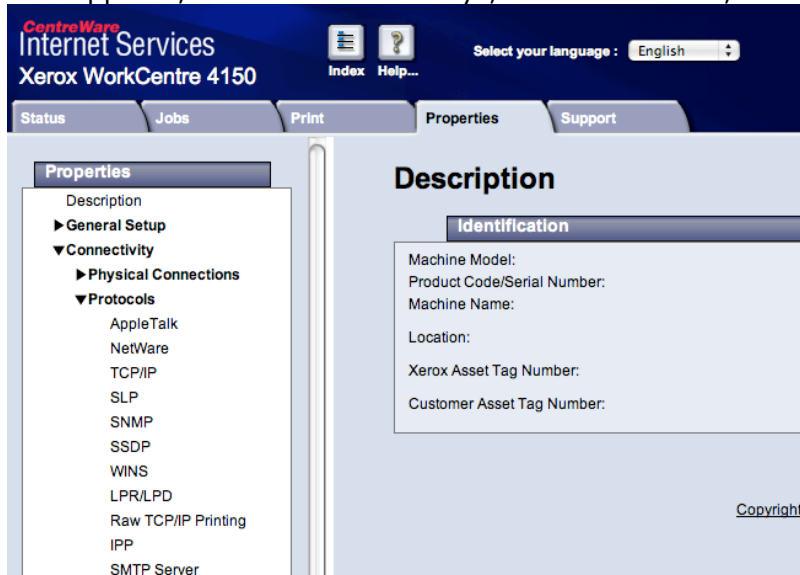 CentreWare
Internet Services
Xerox WorkCentre 4150
Index Help...
Select your language : English
Status Jobs Print Properties Support
Properties
Description
General Setup
Connectivity
Physical Connections
Protocols
AppleTalk
NetWare
TCP/IP
SLP
SNMP
SSDP
WINS
LPR/LPD
Raw TCP/IP Printing
IPP
SMTP Server
Description
Identification
Machine Model:
Product Code/Serial Number:
Machine Name:
Location:
Xerox Asset Tag Number:
Customer Asset Tag Number:
Copyright